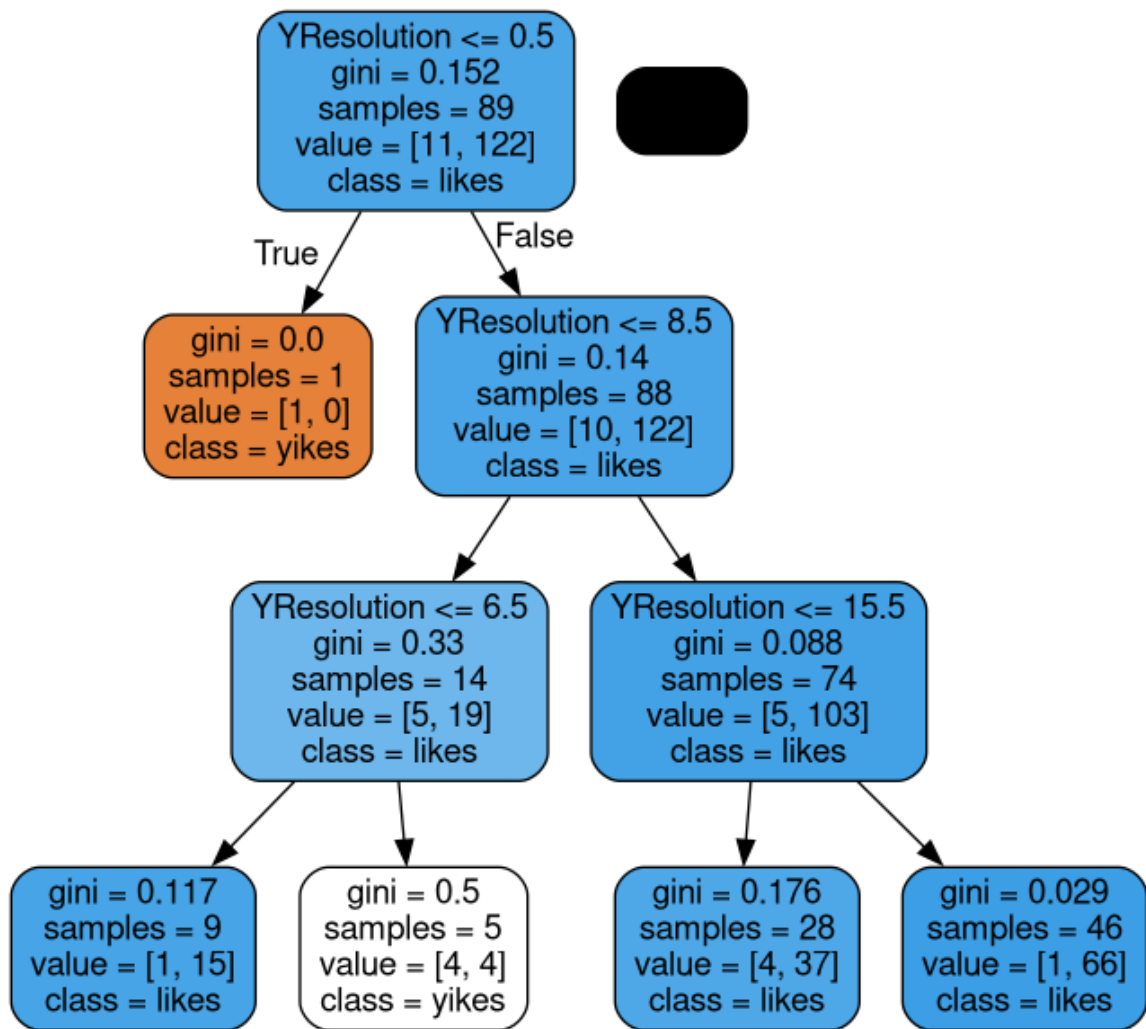 YResolution <= 0.5
gini = 0.152
samples = 89
value = [11, 122]
class = likes
True
False
gini = 0.0
samples = 1
value = [1, 0]
class = yikes
YResolution <= 8.5
gini = 0.14
samples = 88
value = [10, 122]
class = likes
YResolution <= 6.5
gini = 0.33
samples = 14
value = [5, 19]
class = likes
YResolution <= 15.5
gini = 0.088
samples = 74
value = [5, 103]
class = likes
gini = 0.117
samples = 9
value = [1, 15]
class = likes
gini = 0.5
samples = 5
value = [4, 4]
class = yikes
gini = 0.176
samples = 28
value = [4, 37]
class = likes
gini = 0.029
samples = 46
value = [1, 66]
class = likes